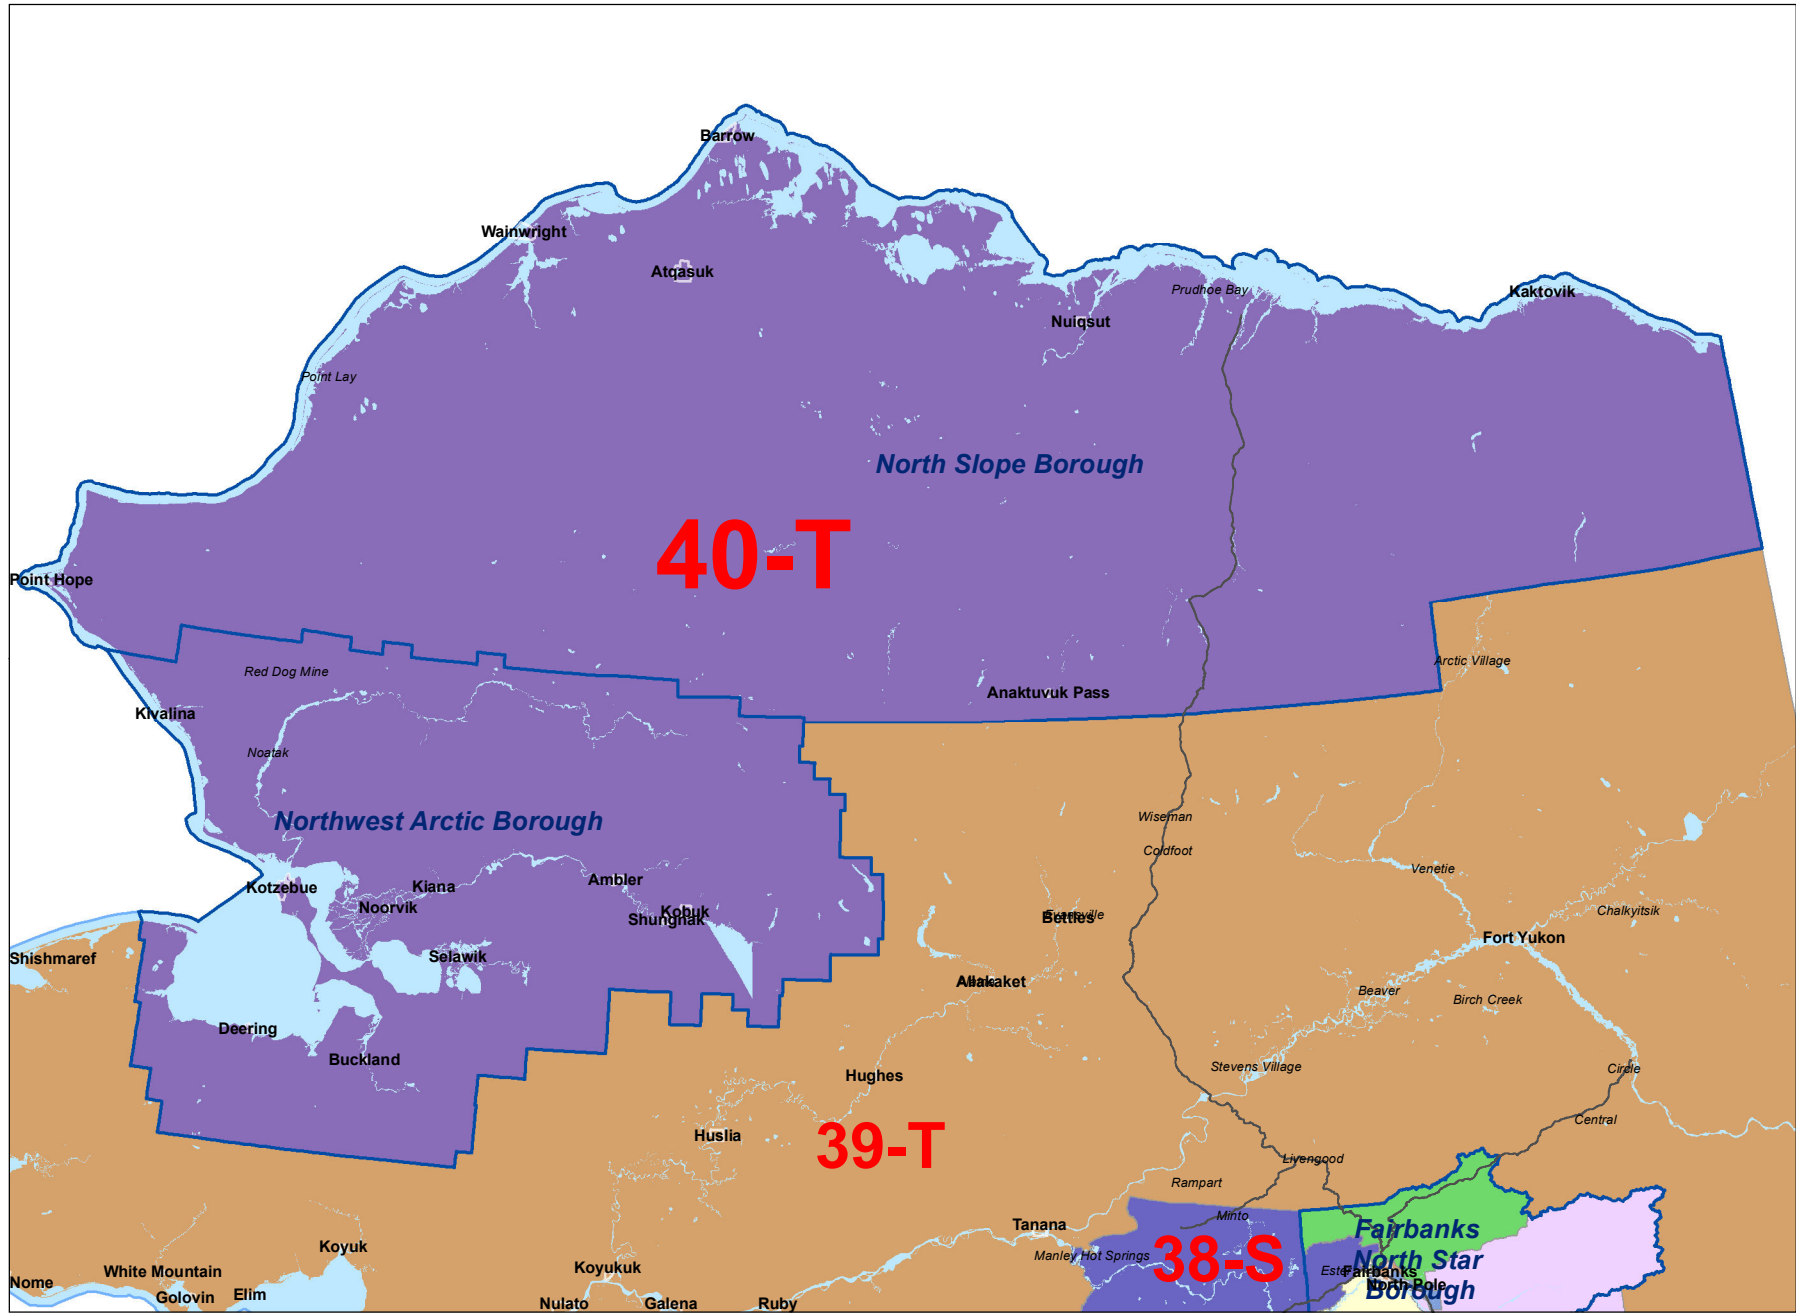 Barrow
Wainwright
Atqasuk
Prudhoe Bay
Kaktovik
Nuiqsut
Point Lay
North Slope Borough
40-T
Point Hope
Arctic Village
Red Dog Mine
Anaktuvuk Pass
Kivalina
Noatak
Northwest Arctic Borough
Wiseman
Coldfoot
Venetie
Kotzebue
Kiana
Ambler
Noorvik
Kobuk
Shungnak
Evansville
Bettles
Chalkyitsik
Fort Yukon
Shishmaref
Selawik
Allakaket
Beaver
Birch Creek
Deering
Buckland
Hughes
Stevens Village
Circle
Central
Huslia
39-T
Livengood
Rampart
Minto
Tanana
Fairbanks
North Star
Borough
Koyuk
Manley Hot Springs
38-S
White Mountain
Koyukuk
Fairbanks
North Pole
Nome
Golovin
Elim
Nulato
Galena
Ruby